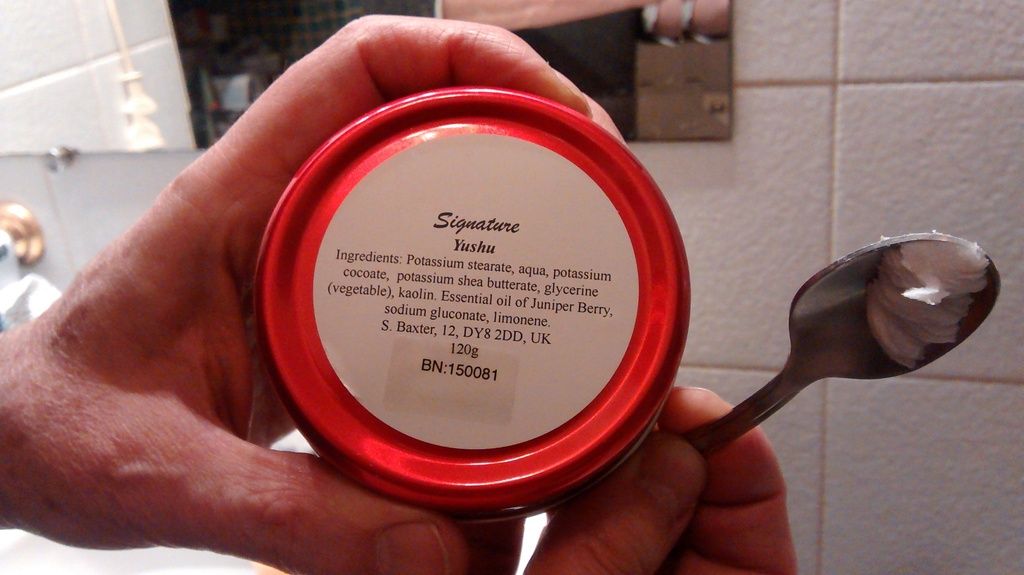 Signature
Yushu
Ingredients: Potassium stearate, aqua, potassium
cocoate, potassium shea butterate, glycerine
(vegetable), kaolin. Essential oil of Juniper Berry,
sodium gluconate, limonene.
S. Baxter, 12, DY8 2DD, UK
120g
BN:150081